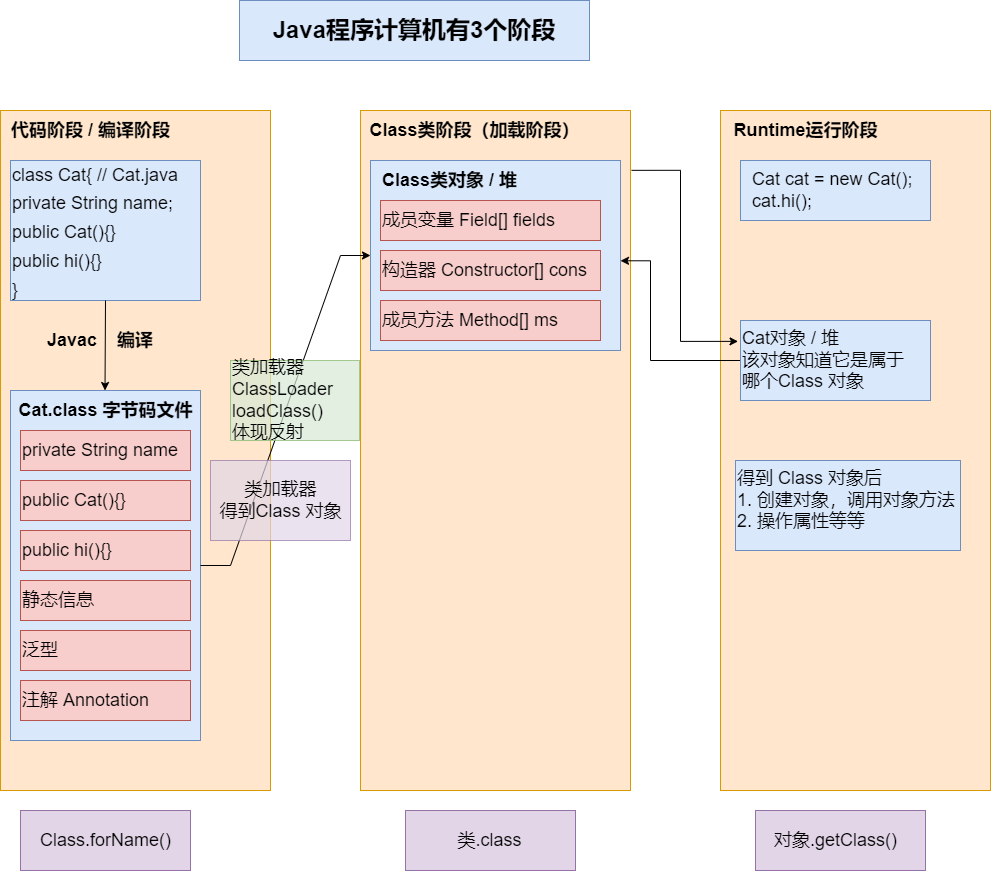 Java程序计算机有3个阶段
代码阶段 / 编译阶段
class Cat{ // Cat.java
private String name;
public Cat(){}
public hi(){}
}
Javac 编译
Cat.class 字节码文件
private String name
public Cat(){}
public hi(){}
静态信息
泛型
注解 Annotation
类加载器
ClassLoader
loadClass()
体现反射
类加载器
得到Class 对象
Class类阶段（加载阶段）
Class类对象 / 堆
成员变量 Field[] fields
构造器 Constructor[] cons
成员方法 Method[] ms
Runtime运行阶段
Cat cat = new Cat();
cat.hi();
Cat对象 / 堆
该对象知道它是属于
哪个Class 对象
得到 Class 对象后
1. 创建对象，调用对象方法
2. 操作属性等等
Class.forName()
类.class
对象.getClass()